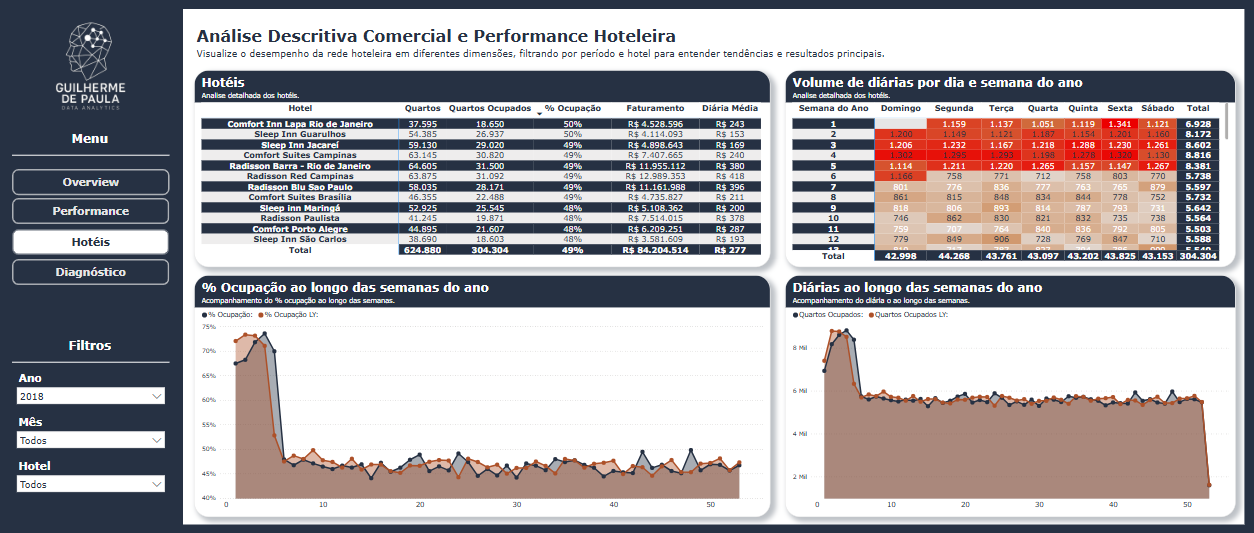 GUILHERME
DE PAULA
DATA ANALYTICS
Menu
Overview
Performance
Hotéis
Diagnóstico
Filtros
Ano
2018
Mês
Todos
Hotel
Todos
Análise Descritiva Comercial e Performance Hoteleira
Visualize o desempenho da rede hoteleira em diferentes dimensões, filtrando por período e hotel para entender tendências e resultados principais.
Hotéis
Analise detalhada dos hotéis.
Hotel Quartos Quartos Ocupados % Ocupação Faturamento Diária Média
Comfort Inn Lapa Rio de Janeiro 37.595 18.650 50% R$ 4.528.596 R$ 243
Sleep Inn Guarulhos 54.385 26.937 50% R$ 4.114.093 R$ 153
Sleep Inn Jacareí 59.130 29.020 49% R$ 4.898.643 R$ 169
Comfort Suites Campinas 63.145 30.820 49% R$ 7.407.665 R$ 240
Radisson Barra - Rio de Janeiro 64.605 31.500 49% R$ 11.955.112 R$ 380
Radisson Red Campinas 63.875 31.092 49% R$ 12.989.353 R$ 418
Radisson Blu Sao Paulo 58.035 28.171 49% R$ 11.161.988 R$ 396
Comfort Suítes Brasília 46.355 22.488 49% R$ 4.735.829 R$ 211
Sleep inn Maringá 52.925 25.545 48% R$ 5.108.362 R$ 200
Radisson Paulista 41.245 19.871 48% R$ 7.514.015 R$ 378
Comfort Porto Alegre 44.895 21.607 48% R$ 6.209.251 R$ 287
Sleep Inn São Carlos 38.690 18.603 48% R$ 3.581.609 R$ 193
Total 624.880 304.304 49% R$ 84.204.514 R$ 277
Volume de diárias por dia e semana do ano
Analise detalhada dos hotéis.
Semana do Ano Domingo Segunda Terça Quarta Quinta Sexta Sábado Total
1 1.159 1.137 1.051 1.119 1.341 1.121 6.928
2 1.200 1.149 1.121 1.187 1.154 1.201 1.160 8.172
3 1.206 1.232 1.167 1.218 1.288 1.230 1.261 8.602
4 1.302 1.295 1.293 1.198 1.130 8.816
5 1.114 1.211 1.220 1.265 1.157 1.147 1.267 8.381
6 1.166 758 771 712 758 803 770 5.738
7 801 776 836 777 763 765 879 5.597
8 861 815 848 834 844 778 752 5.732
9 818 806 893 814 787 793 731 5.642
10 746 862 830 821 832 735 738 5.564
11 759 707 764 840 836 792 805 5.503
12 779 849 906 728 769 847 710 5.588
Total 42.998 44.268 43.761 43.097 43.202 43.825 43.153 304.304
% Ocupação ao longo das semanas do ano
Acompanhamento do % ocupação ao longo das semanas.
% Ocupação: % Ocupação LY:
75%
70%
65%
60%
55%
50%
45%
40%
0 10 20 30 40 50
Diárias ao longo das semanas do ano
Acompanhamento do diária o ao longo das semanas.
Quartos Ocupados: Quartos Ocupados LY:
8 Mil
6 Mil
4 Mil
2 Mil
0 10 20 30 40 50